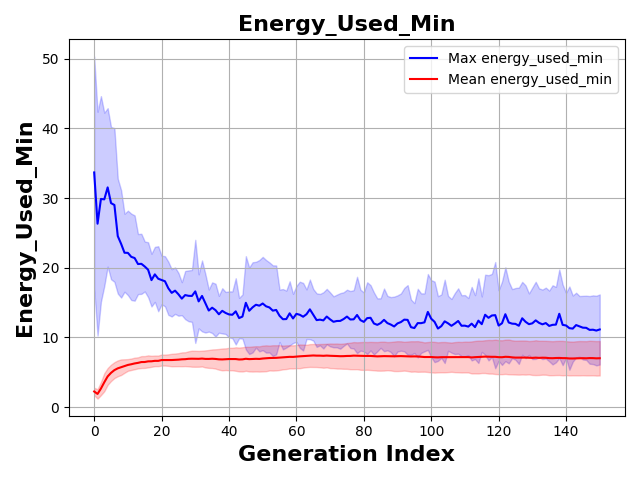 Energy_Used_Min
Max energy_used_min
Mean energy_used_min
Energy_Used_Min
50
40
30
20
10
0
0 20 40 60 80 100 120 140
Generation Index